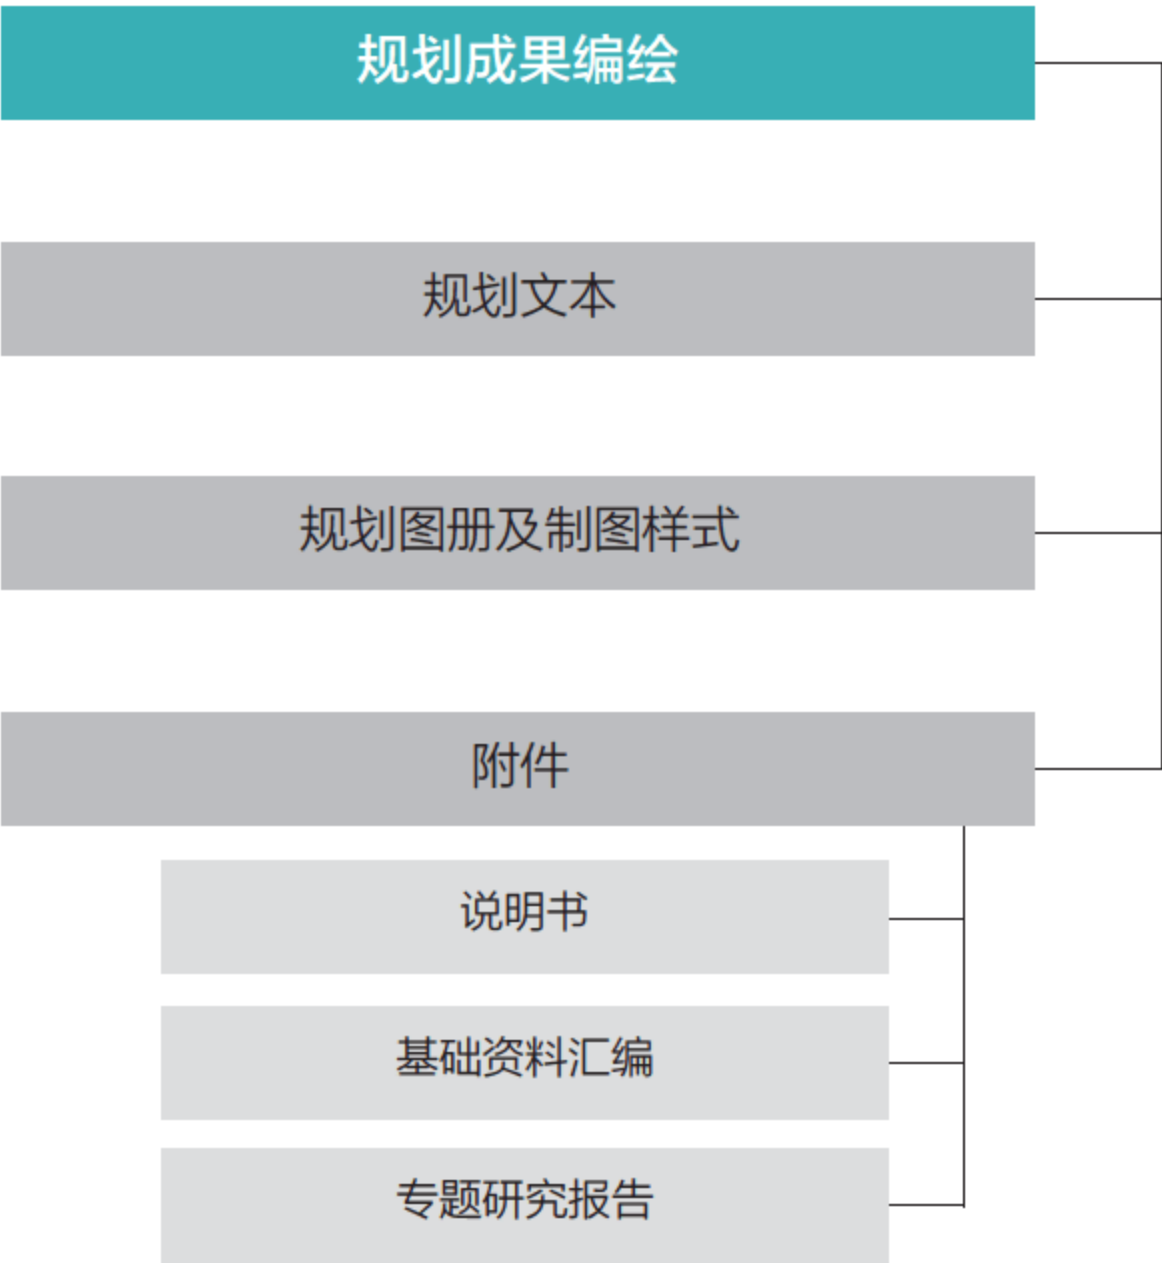 规划成果编绘
规划文本
规划图册及制图样式
附件
说明书
基础资料汇编
专题研究报告